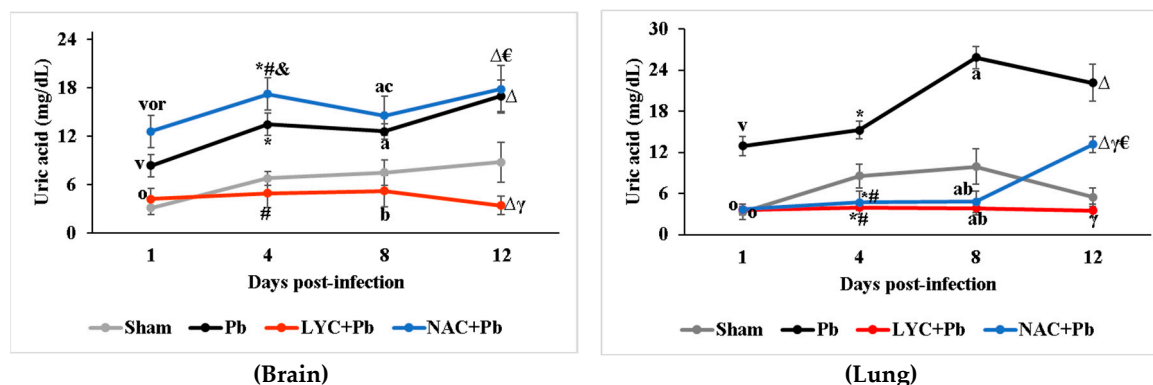 24
18
12
6
0
Uric acid (mg/dL)
vor
v
o
*#&
*
#
ac
a
b
Δ€
Δ
Δγ
1 4 8 12
Days post-infection
Sham Pb LYC+Pb NAC+Pb
(Brain)
30
24
18
12
6
0
Uric acid (mg/dL)
v
o
o
*
*#
*#
a
ab
ab
Δ
Δγ€
γ
1 4 8 12
Days post-infection
Sham Pb LYC+Pb NAC+Pb
(Lung)